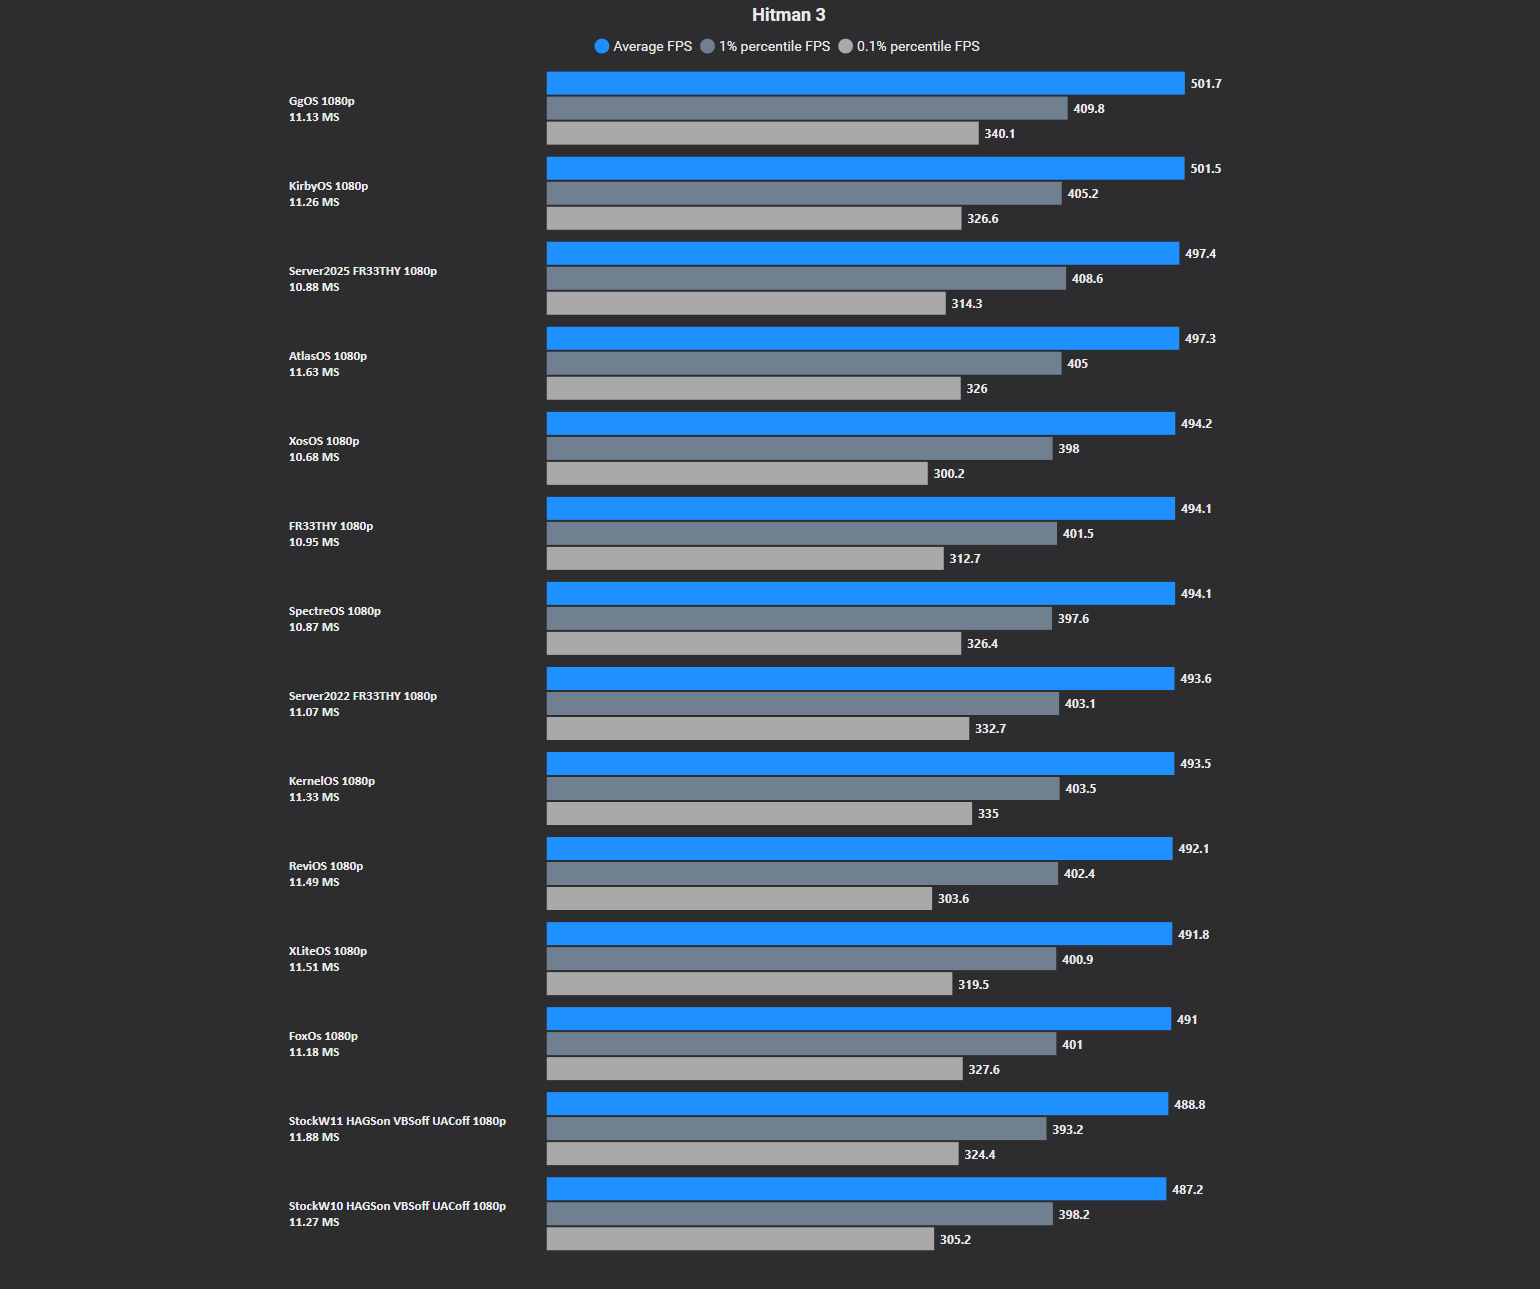 Hitman 3
Average FPS 1% percentile FPS 0.1% percentile FPS
GgOS 1080p
11.13 MS
501.7
409.8
340.1
KirbyOS 1080p
11.26 MS
501.5
405.2
326.6
Server2025 FR33THY 1080p
10.88 MS
497.4
408.6
314.3
AtlasOS 1080p
11.63 MS
497.3
405
326
XosOS 1080p
10.68 MS
494.2
398
300.2
FR33THY 1080p
10.95 MS
494.1
401.5
312.7
SpectreOS 1080p
10.87 MS
494.1
397.6
326.4
Server2022 FR33THY 1080p
11.07 MS
493.6
403.1
332.7
KernelOS 1080p
11.33 MS
493.5
403.5
335
ReviOS 1080p
11.49 MS
492.1
402.4
303.6
XLiteOS 1080p
11.51 MS
491.8
400.9
319.5
FoxOs 1080p
11.18 MS
491
401
327.6
StockW11 HAGSon VBSoff UACoff 1080p
11.88 MS
488.8
393.2
324.4
StockW10 HAGSon VBSoff UACoff 1080p
11.27 MS
487.2
398.2
305.2